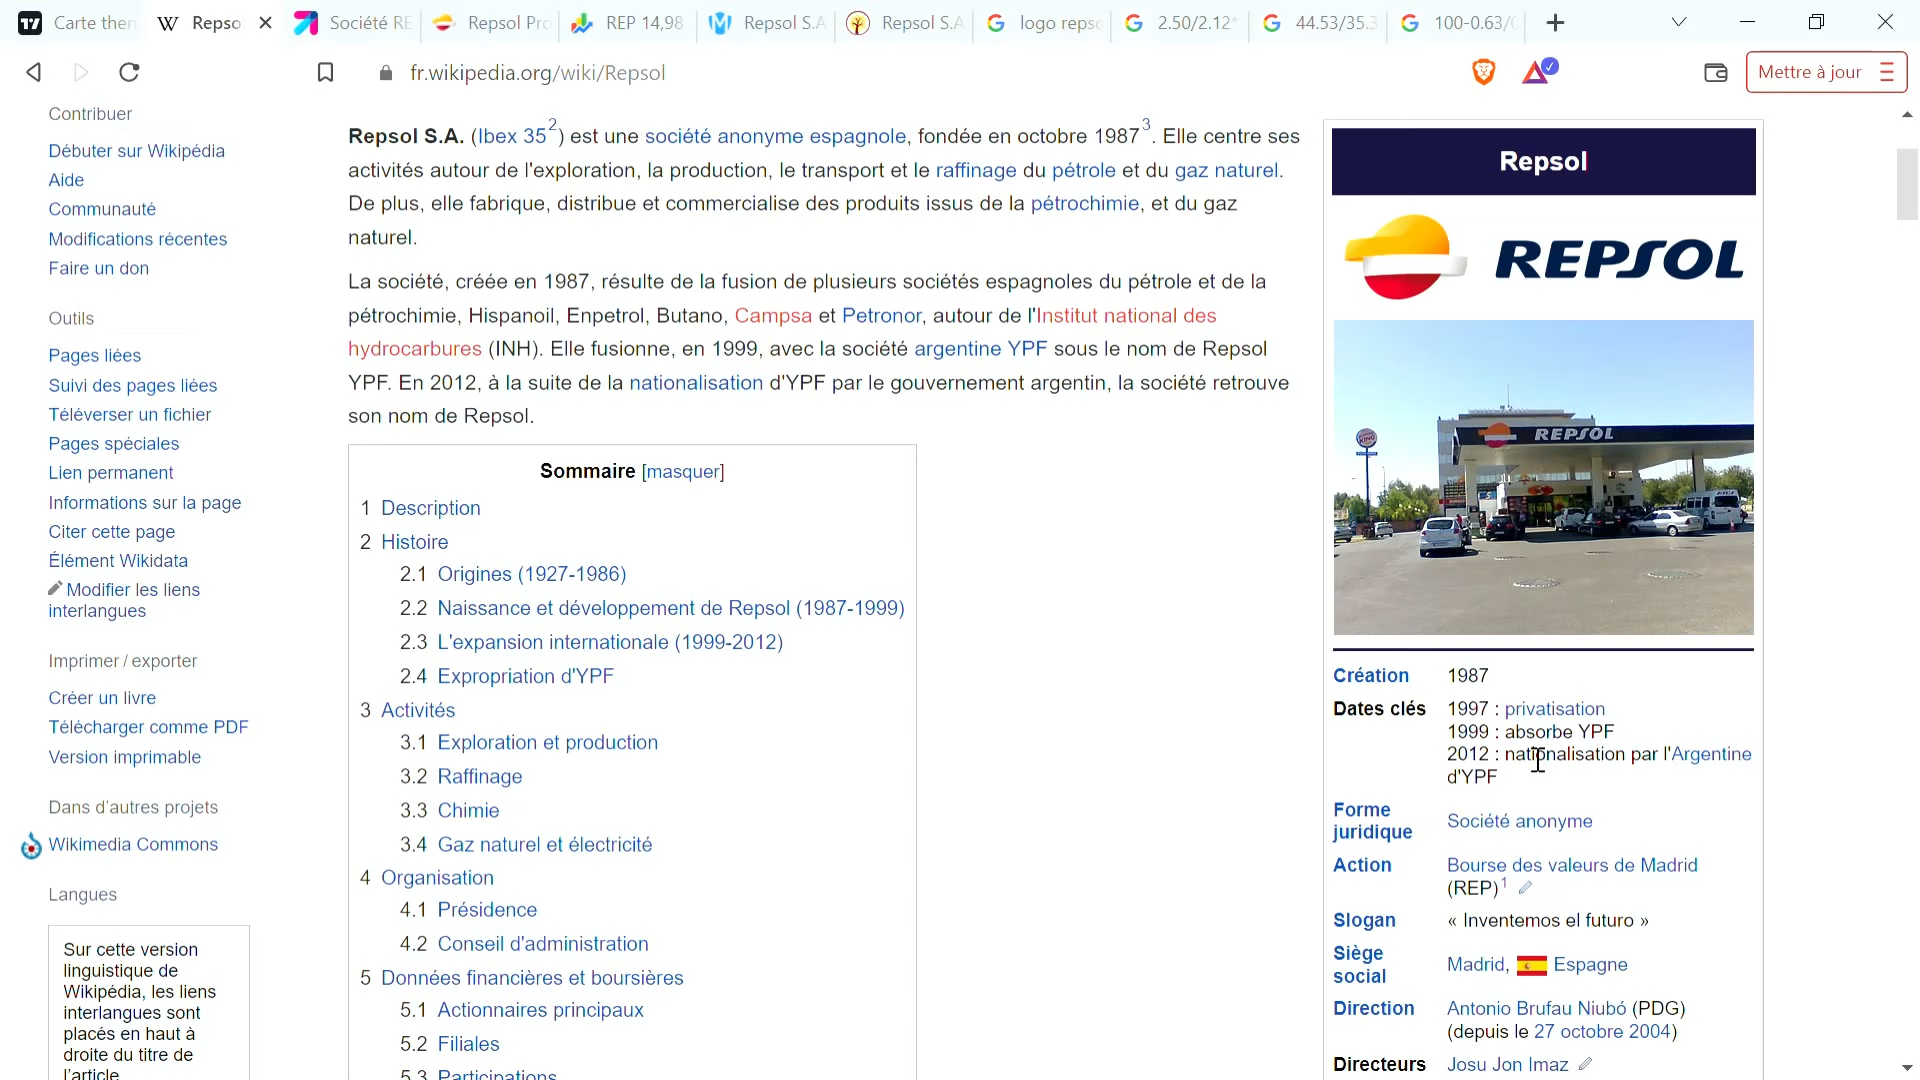 Carte then
Repso
Société RE
Repsol Pro
REP 14,98
Repsol S.A
Repsol S.A
logo repso
2.50/2.12*
44.53/35.3
100-0.63/0
fr.wikipedia.org/wiki/Repsol
Mettre à jour
Contribuer
Débuter sur Wikipédia
Aide
Communauté
Modifications récentes
Faire un don
Outils
Pages liées
Suivi des pages liées
Téléverser un fichier
Pages spéciales
Lien permanent
Informations sur la page
Citer cette page
Élément Wikidata
Modifier les liens
interlangues
Imprimer / exporter
Créer un livre
Télécharger comme PDF
Version imprimable
Dans d'autres projets
Wikimedia Commons
Langues
Sur cette version
linguistique de
Wikipédia, les liens
interlangues sont
placés en haut à
droite du titre de
l'article
Repsol S.A. (Ibex 35²) est une société anonyme espagnole, fondée en octobre 1987³. Elle centre ses
activités autour de l'exploration, la production, le transport et le raffinage du pétrole et du gaz naturel.
De plus, elle fabrique, distribue et commercialise des produits issus de la pétrochimie, et du gaz
naturel.
La société, créée en 1987, résulte de la fusion de plusieurs sociétés espagnoles du pétrole et de la
pétrochimie, Hispanoil, Enpetrol, Butano, Campsa et Petronor, autour de l'Institut national des
hydrocarbures (INH). Elle fusionne, en 1999, avec la société argentine YPF sous le nom de Repsol
YPF. En 2012, à la suite de la nationalisation d'YPF par le gouvernement argentin, la société retrouve
son nom de Repsol.
Sommaire [masquer]
1 Description
2 Histoire
2.1 Origines (1927-1986)
2.2 Naissance et développement de Repsol (1987-1999)
2.3 L'expansion internationale (1999-2012)
2.4 Expropriation d'YPF
3 Activités
3.1 Exploration et production
3.2 Raffinage
3.3 Chimie
3.4 Gaz naturel et électricité
4 Organisation
4.1 Présidence
4.2 Conseil d'administration
5 Données financières et boursières
5.1 Actionnaires principaux
5.2 Filiales
5.3 Participations
Repsol
REPSOL
REPSOL
BURGER KING
Création 1987
Dates clés 1997 : privatisation
1999 : absorbe YPF
2012 : nationalisation par l'Argentine
d'YPF
Forme
juridique
Société anonyme
Action Bourse des valeurs de Madrid
(REP)¹
Slogan « Inventemos el futuro »
Siège
social
Madrid, Espagne
Direction Antonio Brufau Niubó (PDG)
(depuis le 27 octobre 2004)
Directeurs Josu Jon Imaz